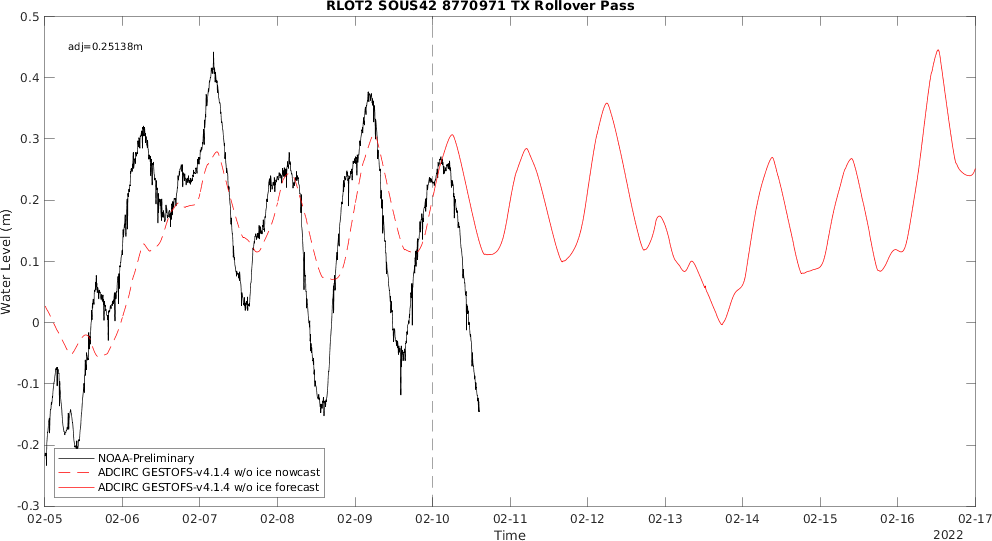 RLOT2 SOUS42 8770971 TX Rollover Pass
adj=0.25138m
0.5
0.4
0.3
0.2
0.1
0
-0.1
-0.2
-0.3
Water Level (m)
NOAA-Preliminary
ADCIRC GESTOFS-v4.1.4 w/o ice nowcast
ADCIRC GESTOFS-v4.1.4 w/o ice forecast
02-05 02-06 02-07 02-08 02-09 02-10 02-11 02-12 02-13 02-14 02-15 02-16 02-17
Time
2022